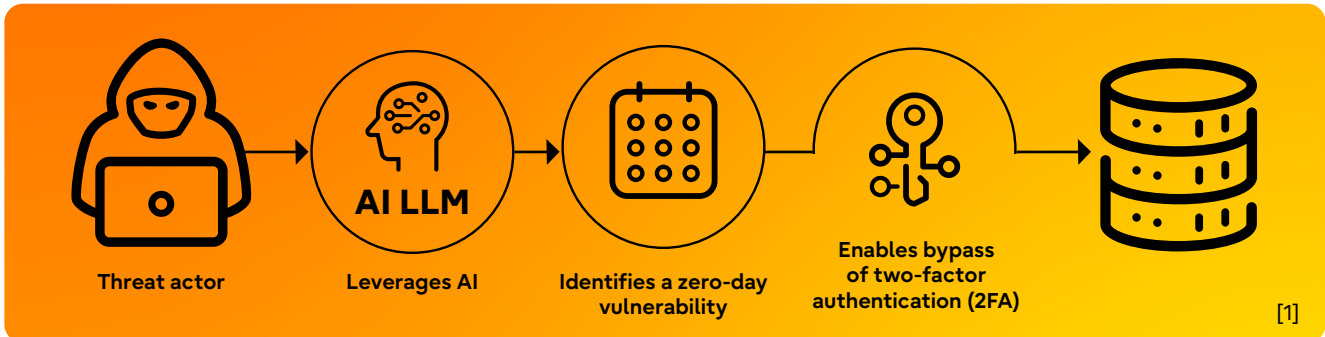 AI LLM
Threat actor
Leverages AI
Identifies a zero-day
vulnerability
Enables bypass
of two-factor
authentication (2FA)
[1]